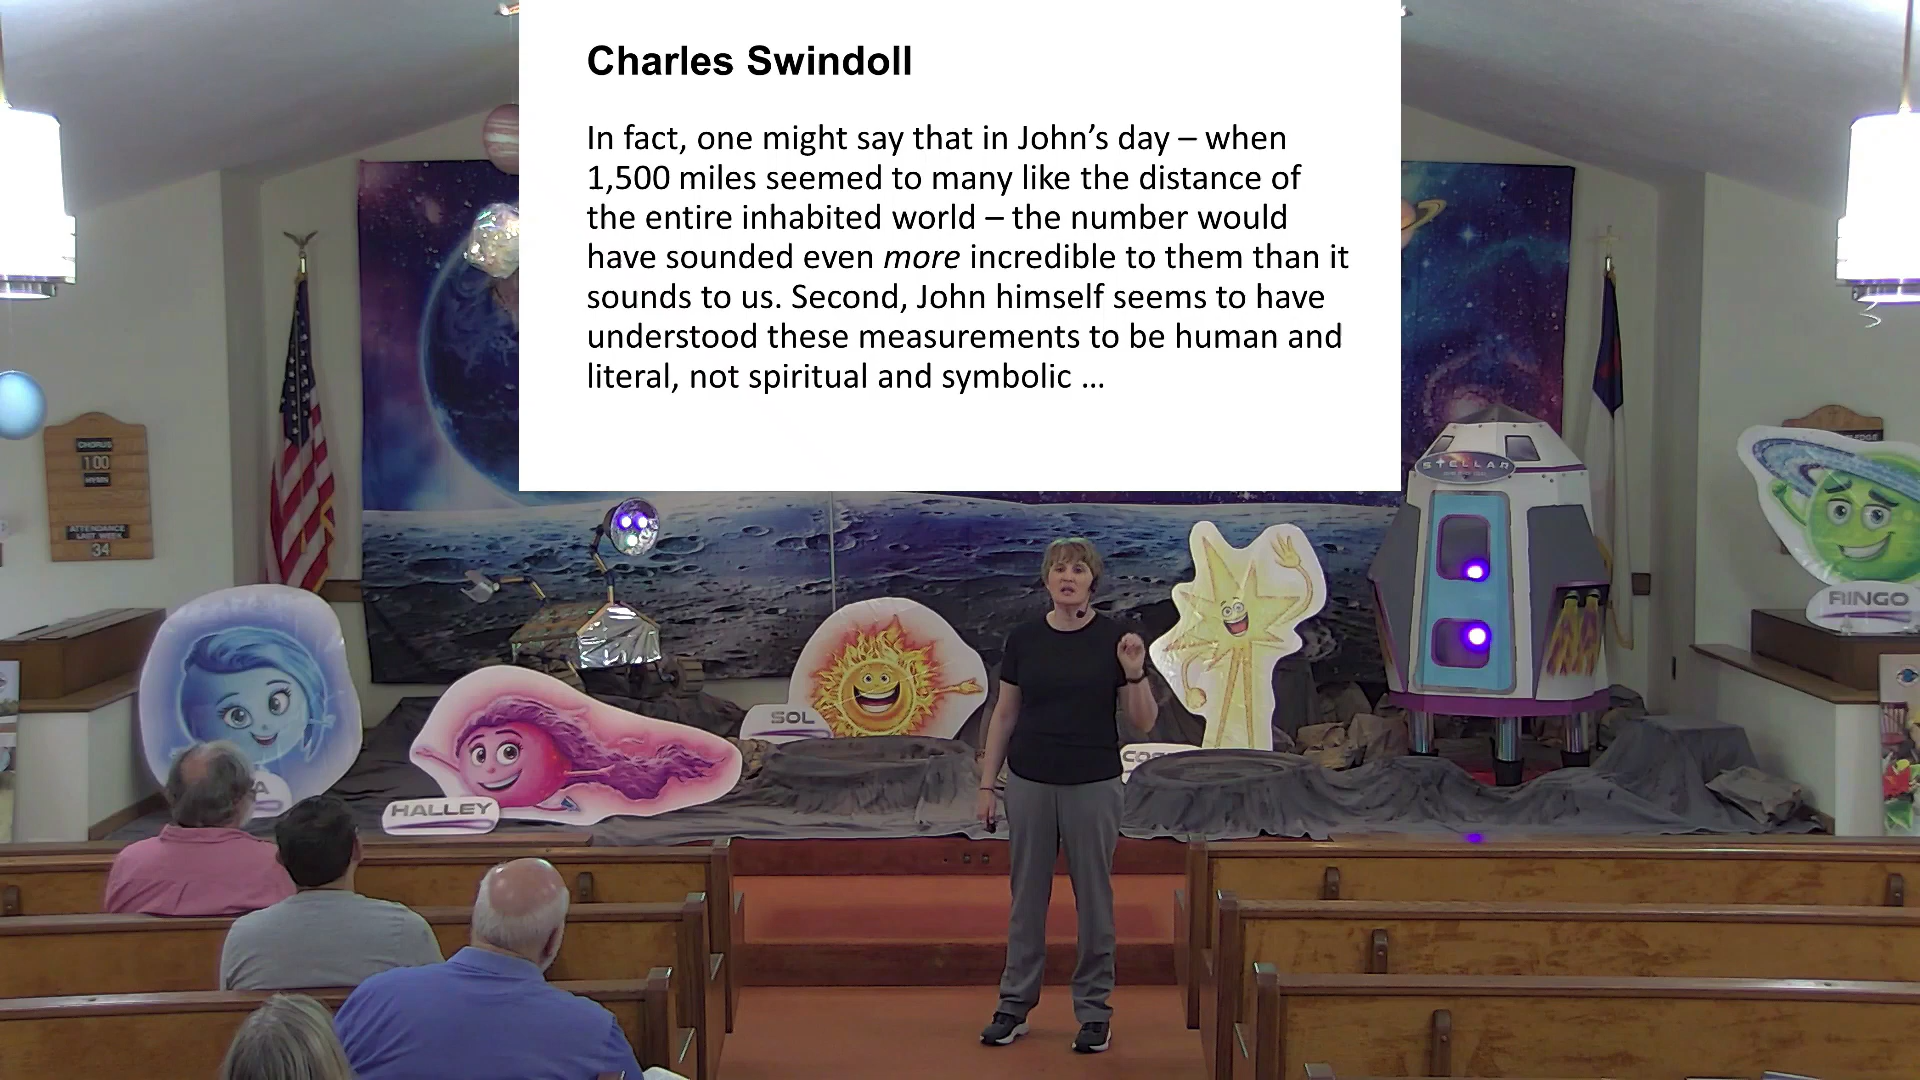 Charles Swindoll
In fact, one might say that in John’s day – when
1,500 miles seemed to many like the distance of
the entire inhabited world – the number would
have sounded even more incredible to them than it
sounds to us. Second, John himself seems to have
understood these measurements to be human and
literal, not spiritual and symbolic ...
CHORUS
100
HYMN
ATTENDANCE
LAST WEEK
34
STELLAR
RINGO
SOL
HALLEY